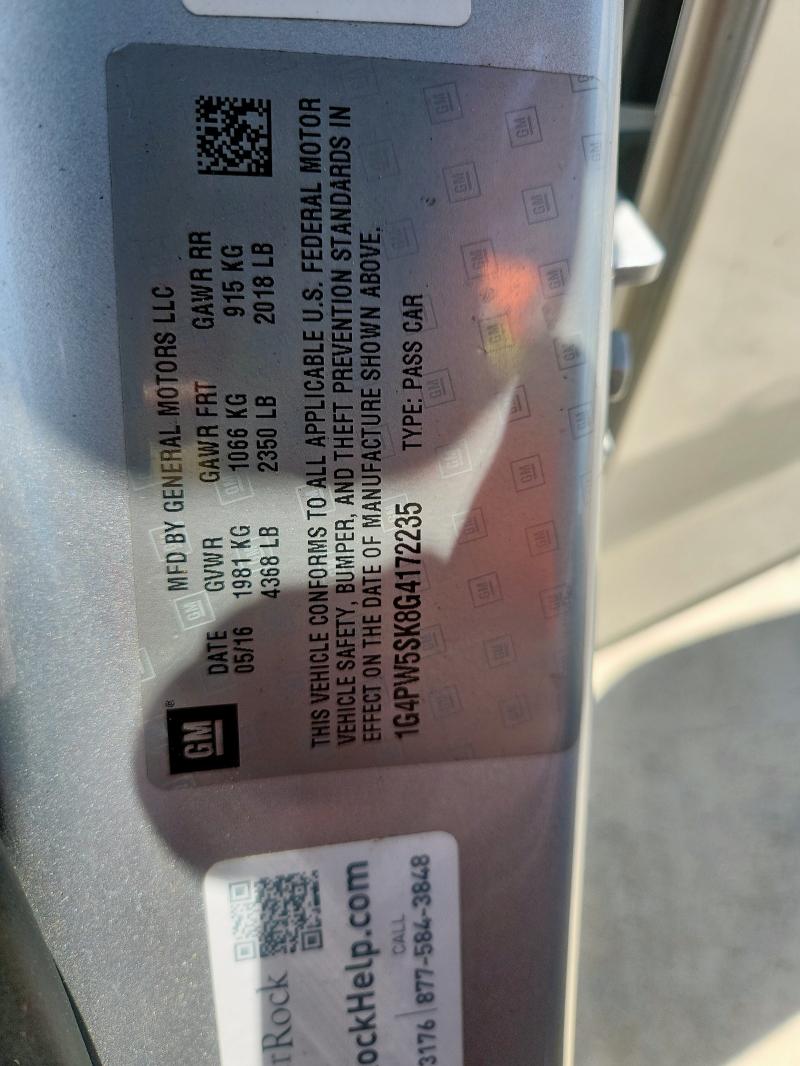 GM
MFD BY GENERAL MOTORS LLC
DATE GVWR GAWR FRT GAWR RR
05/16 1981 KG 1066 KG 915 KG
4368 LB 2350 LB 2018 LB
THIS VEHICLE CONFORMS TO ALL APPLICABLE U.S. FEDERAL MOTOR
VEHICLE SAFETY, BUMPER, AND THEFT PREVENTION STANDARDS IN
EFFECT ON THE DATE OF MANUFACTURE SHOWN ABOVE.
1G4PW5SK8G4172235 TYPE: PASS CAR
rRock
ockHelp.com
CALL
3176 | 877-584-3848